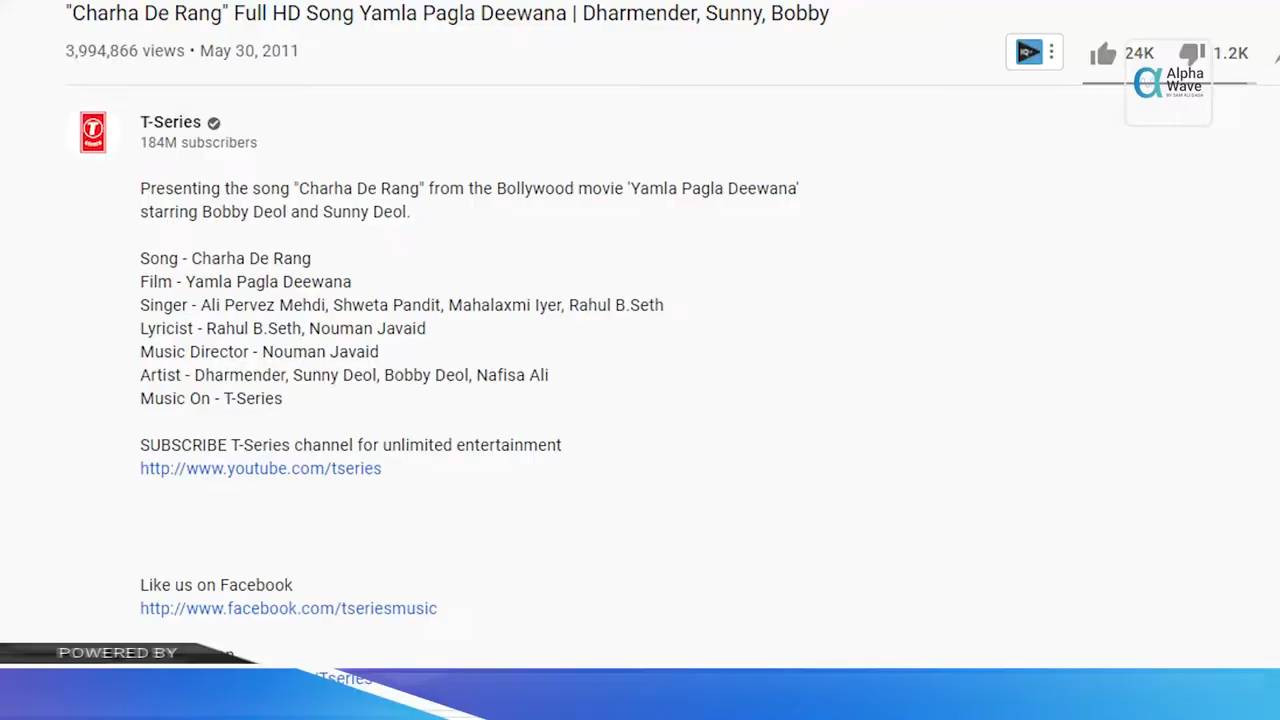 "Charha De Rang" Full HD Song Yamla Pagla Deewana | Dharmender, Sunny, Bobby
3,994,866 views • May 30, 2011
24K
1.2K
Alpha
Wave
T-Series
184M subscribers
Presenting the song "Charha De Rang" from the Bollywood movie 'Yamla Pagla Deewana'
starring Bobby Deol and Sunny Deol.
Song - Charha De Rang
Film - Yamla Pagla Deewana
Singer - Ali Pervez Mehdi, Shweta Pandit, Mahalaxmi Iyer, Rahul B.Seth
Lyricist - Rahul B.Seth, Nouman Javaid
Music Director - Nouman Javaid
Artist - Dharmender, Sunny Deol, Bobby Deol, Nafisa Ali
Music On - T-Series
SUBSCRIBE T-Series channel for unlimited entertainment
http://www.youtube.com/tseries
Like us on Facebook
http://www.facebook.com/tseriesmusic
POWERED BY
/Tseries